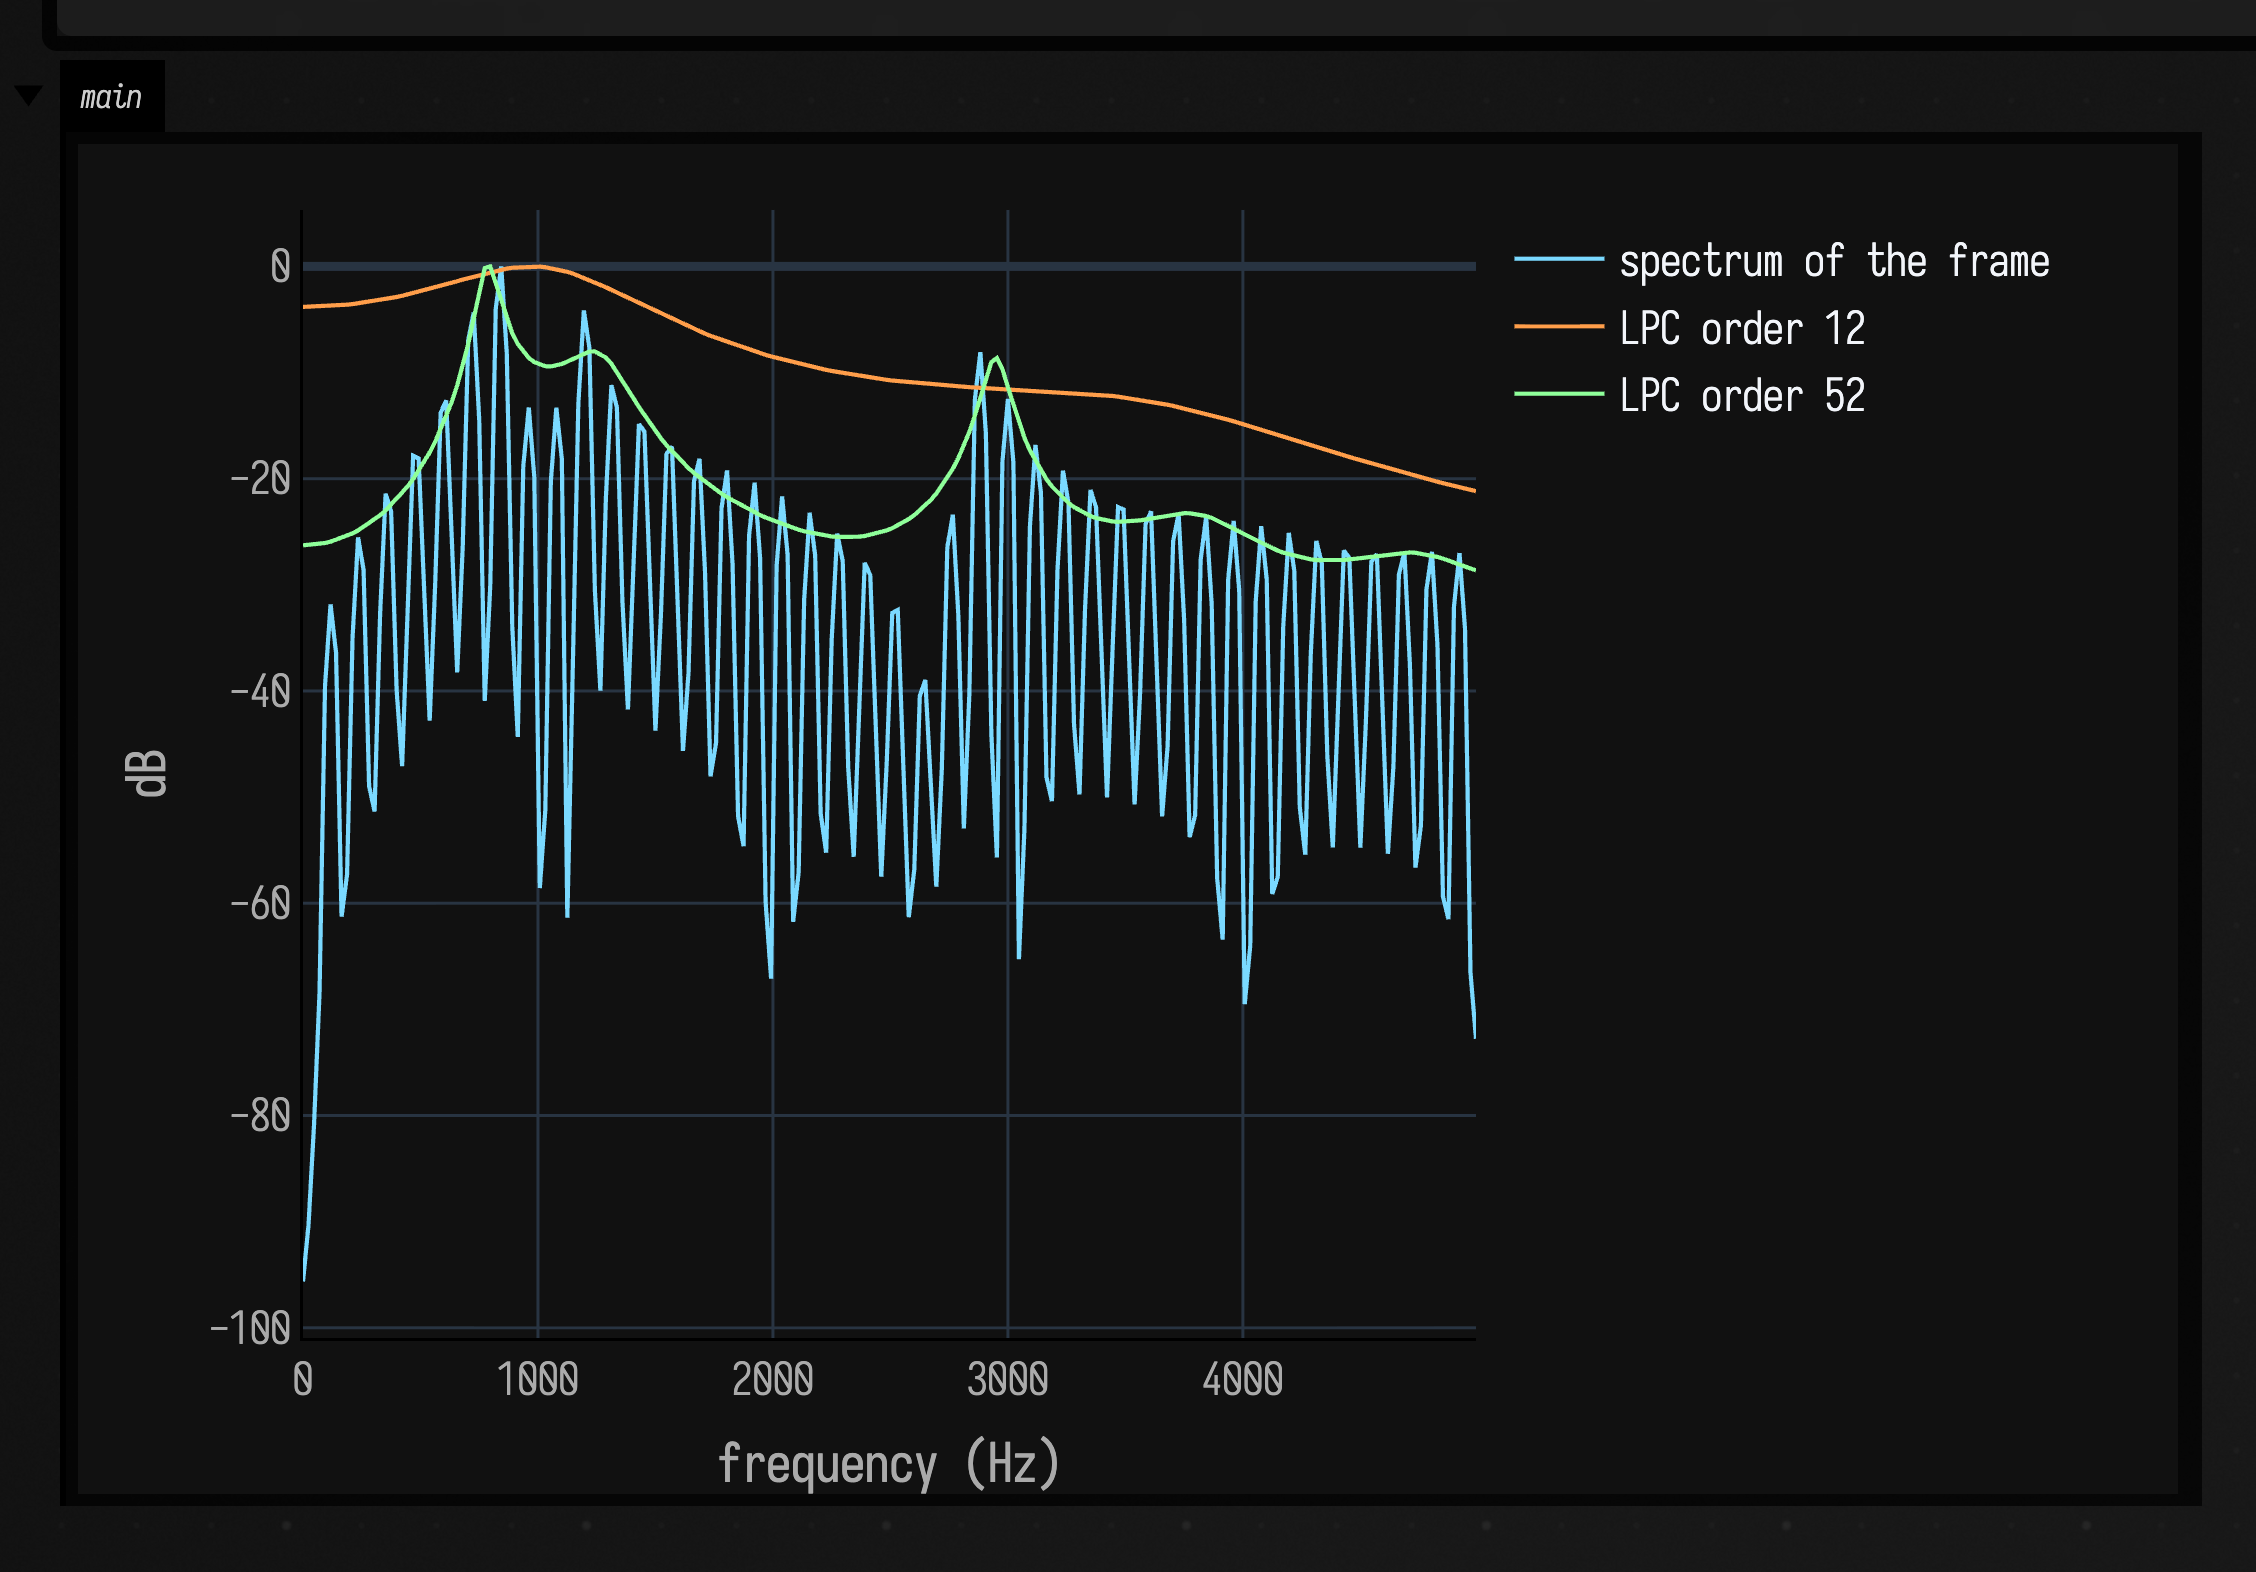 main
0
-20
-40
-60
-80
-100
dB
0 1000 2000 3000 4000
frequency (Hz)
spectrum of the frame
LPC order 12
LPC order 52